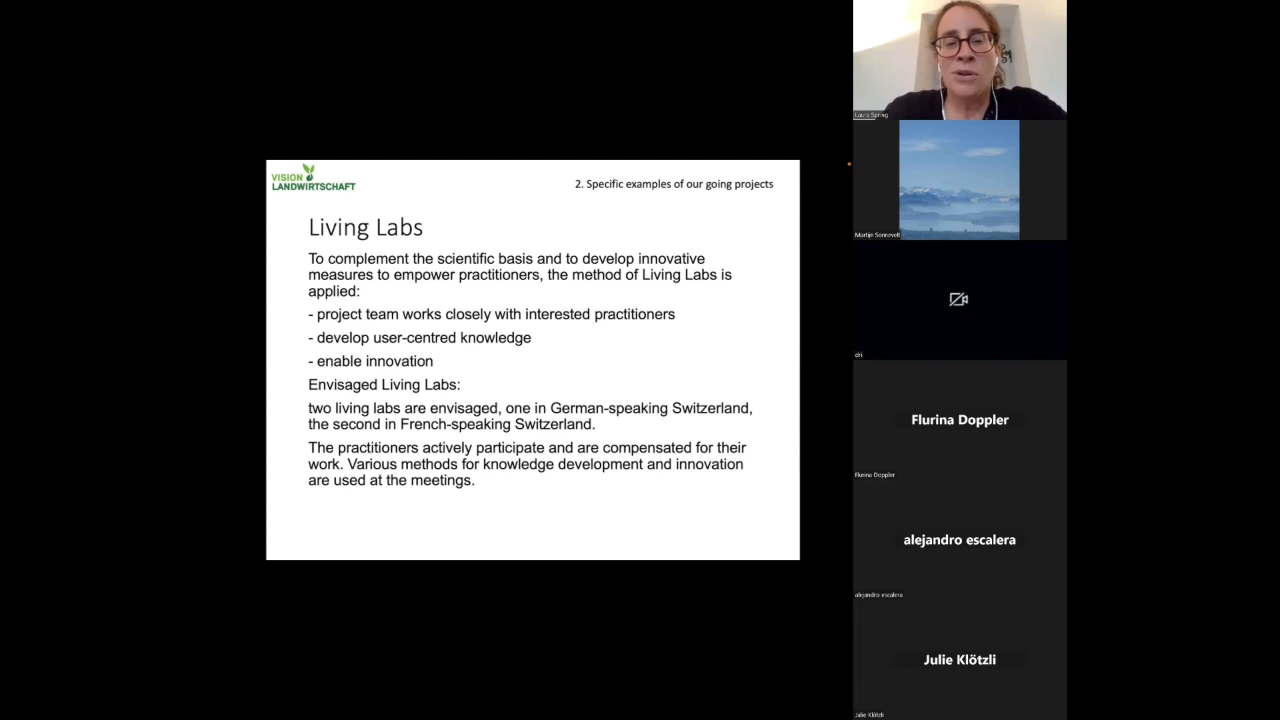 VISION
LANDWIRTSCHAFT
2. Specific examples of our going projects
Living Labs
To complement the scientific basis and to develop innovative
measures to empower practitioners, the method of Living Labs is
applied:
- project team works closely with interested practitioners
- develop user-centred knowledge
- enable innovation
Envisaged Living Labs:
two living labs are envisaged, one in German-speaking Switzerland,
the second in French-speaking Switzerland.
The practitioners actively participate and are compensated for their
work. Various methods for knowledge development and innovation
are used at the meetings.
Laura Spring
Martijn Sonnevelt
Flurina Doppler
Flurina Doppler
alejandro escalera
alejandro escalera
Julie Klötzli
Julie Klötzli